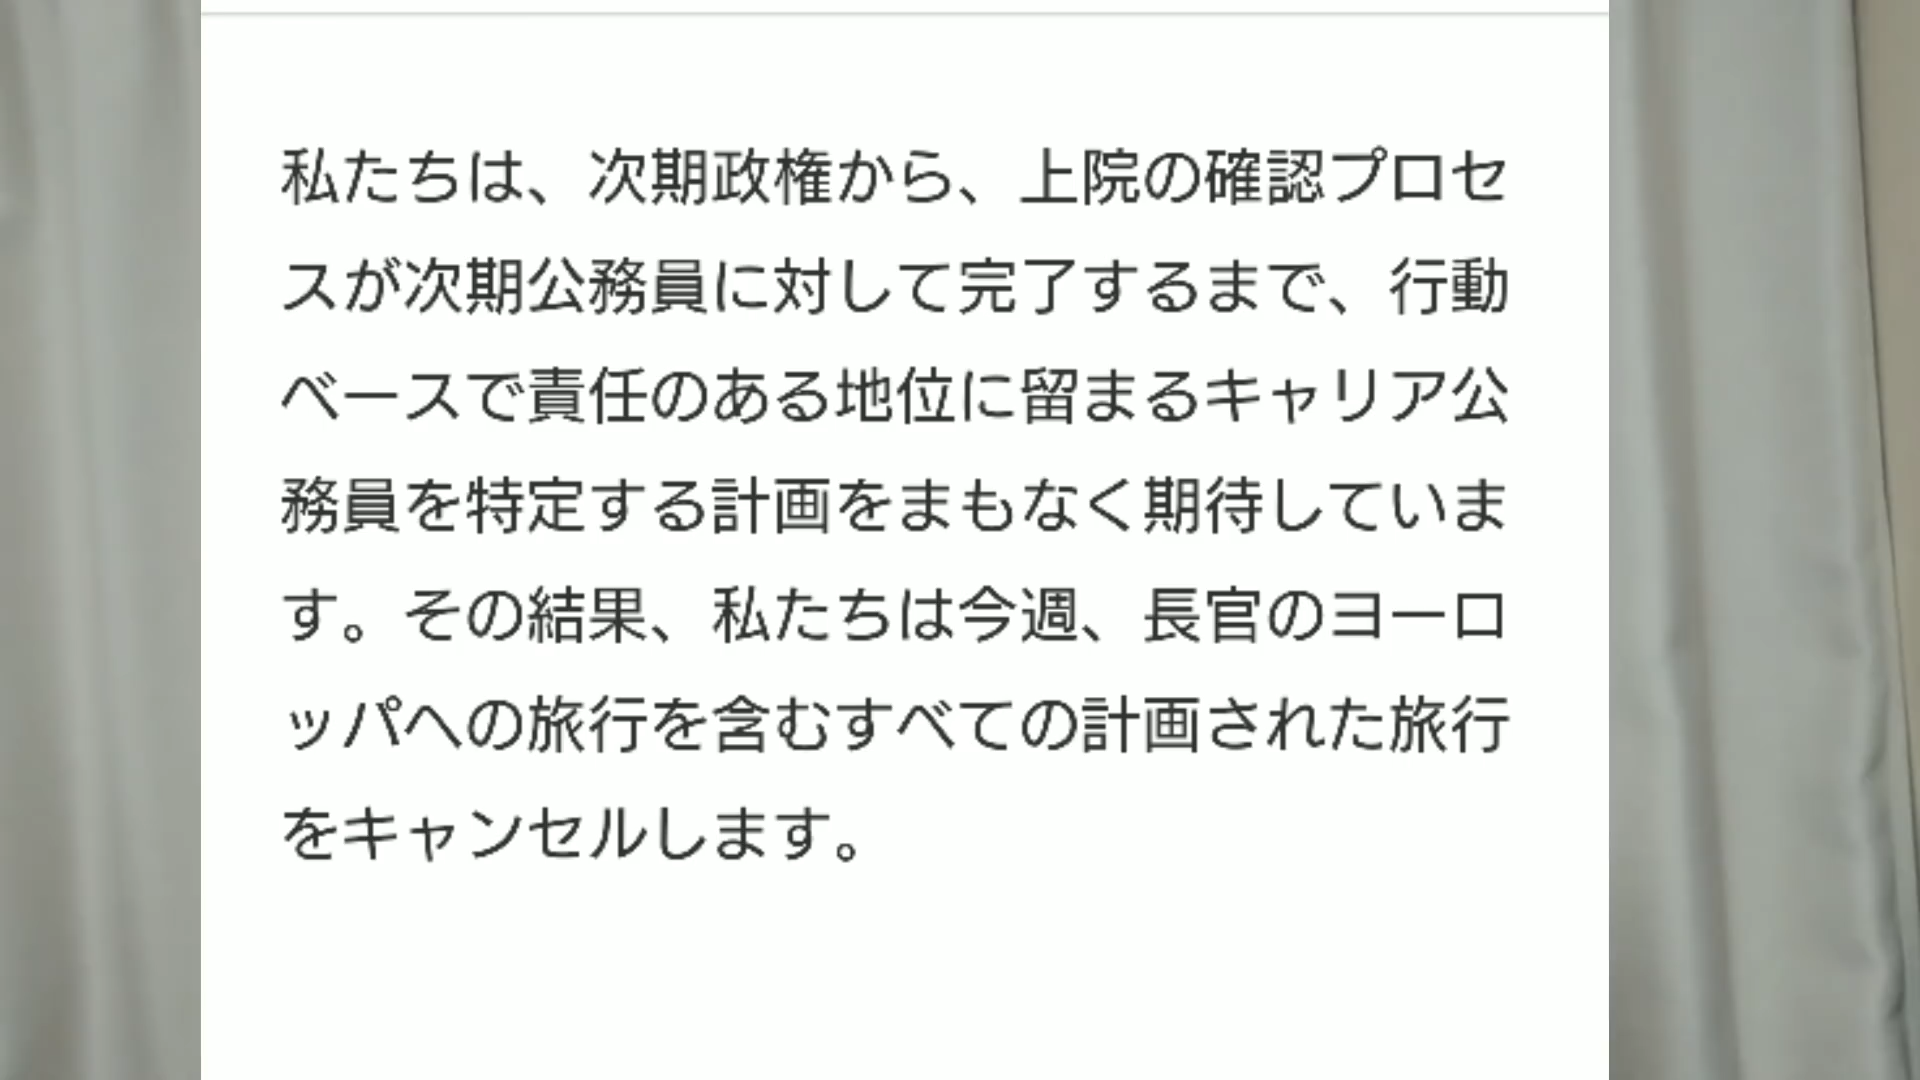 私たちは、次期政権から、上院の確認プロセ
スが次期公務員に対して完了するまで、行動
ベースで責任のある地位に留まるキャリア公
務員を特定する計画をまもなく期待していま
す。その結果、私たちは今週、長官のヨーロ
ッパへの旅行を含むすべての計画された旅行
をキャンセルします。